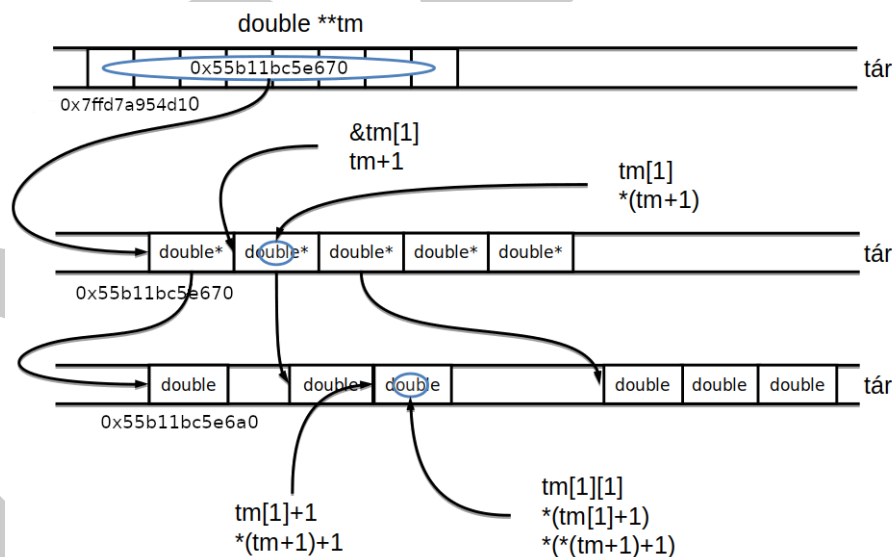 double **tm
0x55b11bc5e670
tár
0x7ffd7a954d10
&tm[1]
tm+1
tm[1]
*(tm+1)
double* double* double* double* double*
tár
0x55b11bc5e670
double double double double double double
tár
0x55b11bc5e6a0
tm[1]+1
*(tm+1)+1
tm[1][1]
*(tm[1]+1)
*(*(tm+1)+1)